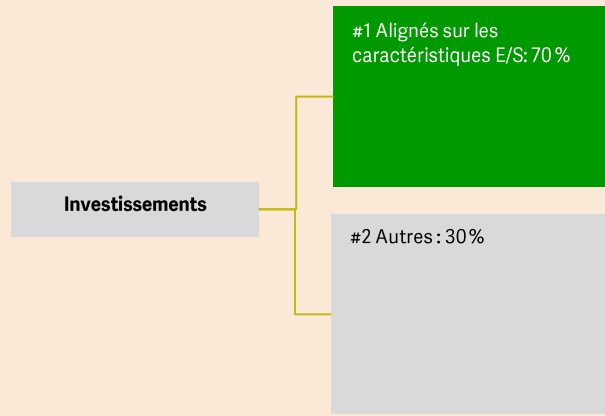 #1 Alignés sur les
caractéristiques E/S: 70 %
Investissements
#2 Autres : 30 %